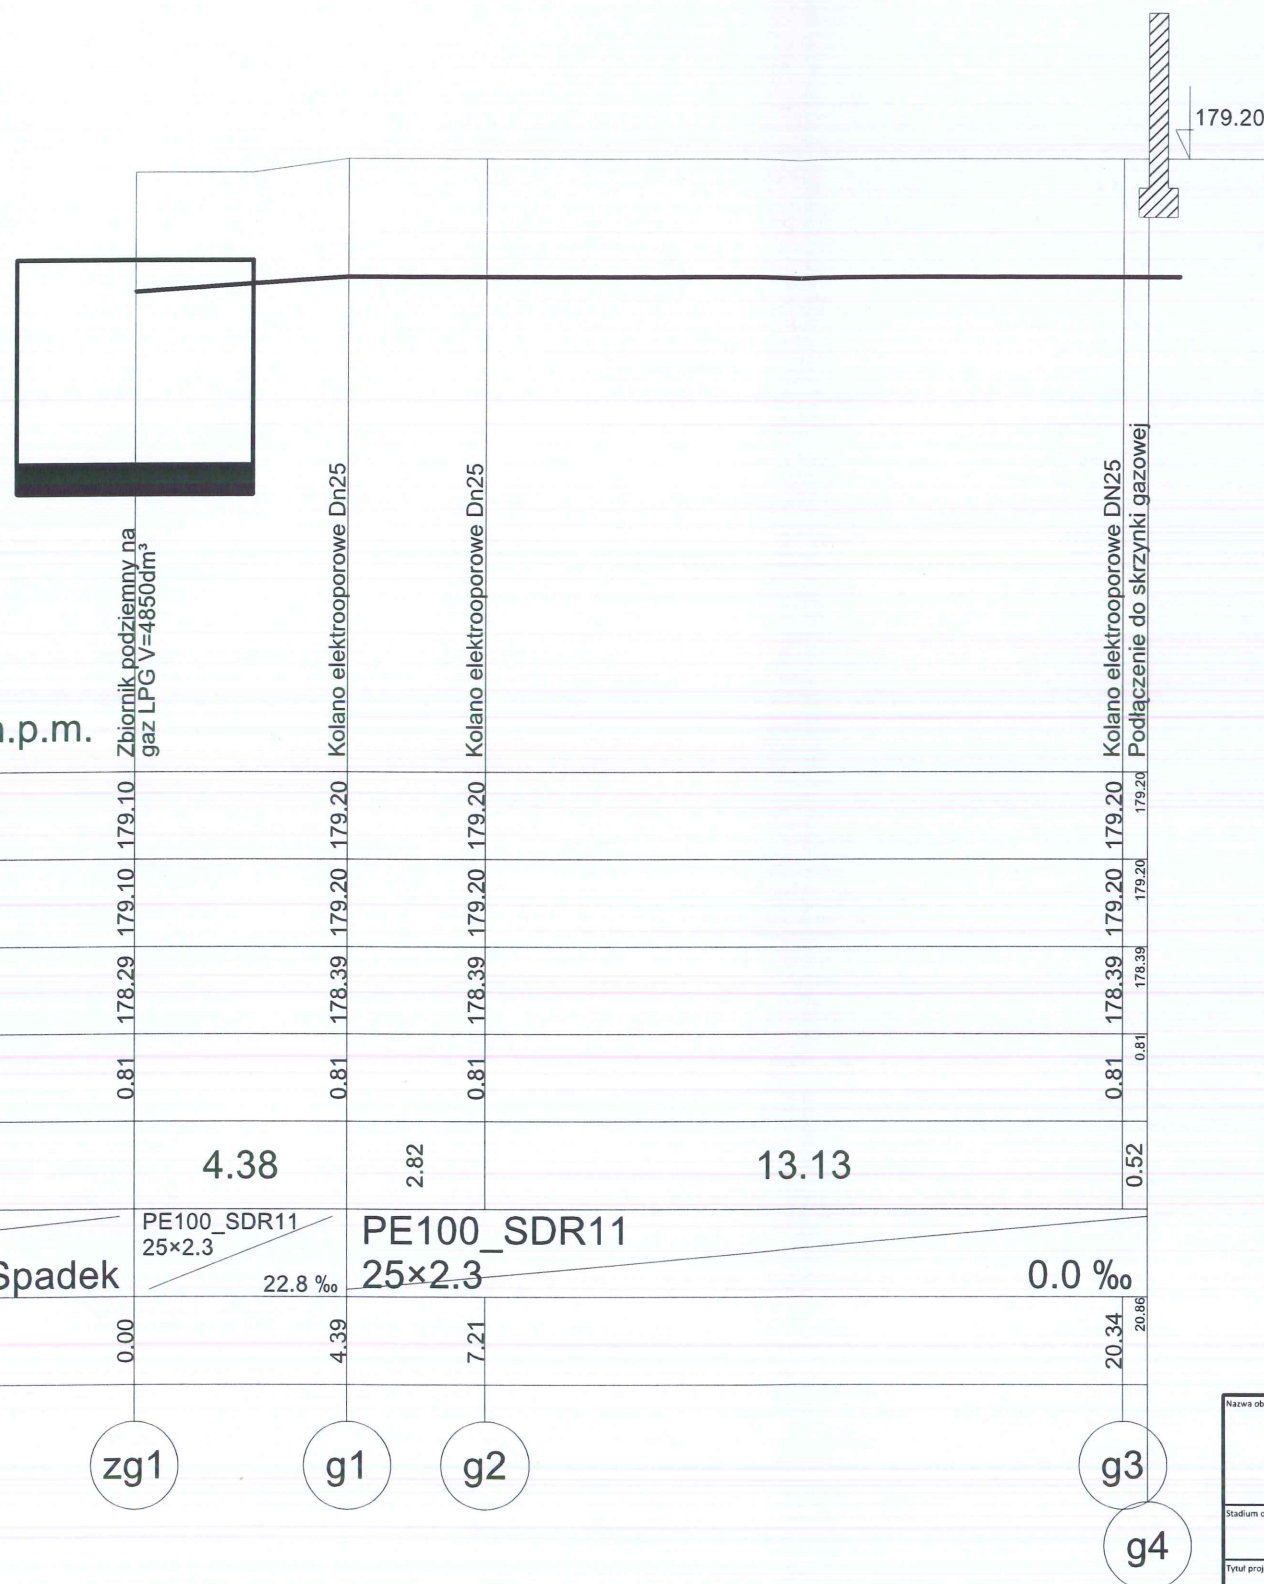 179.20
Zbiornik podziemny na
gaz LPG V=4850dm³
Kolano elektrooporowe Dn25
Kolano elektrooporowe Dn25
Kolano elektrooporowe DN25
Podłączenie do skrzynki gazowej
.p.m.
179.10 179.20 179.20 179.20 179.20
179.10 179.20 179.20 179.20 179.20
178.29 178.39 178.39 178.39 178.39
0.81 0.81 0.81 0.81 0.81
4.38 2.82 13.13 0.52
PE100_SDR11
25×2.3
PE100_SDR11
25×2.3
Spadek 22.8 ‰ 0.0 ‰
0.00 4.39 7.21 20.34 20.86
zg1 g1 g2 g3
g4
Nazwa ob
Stadium
Tytuł proj